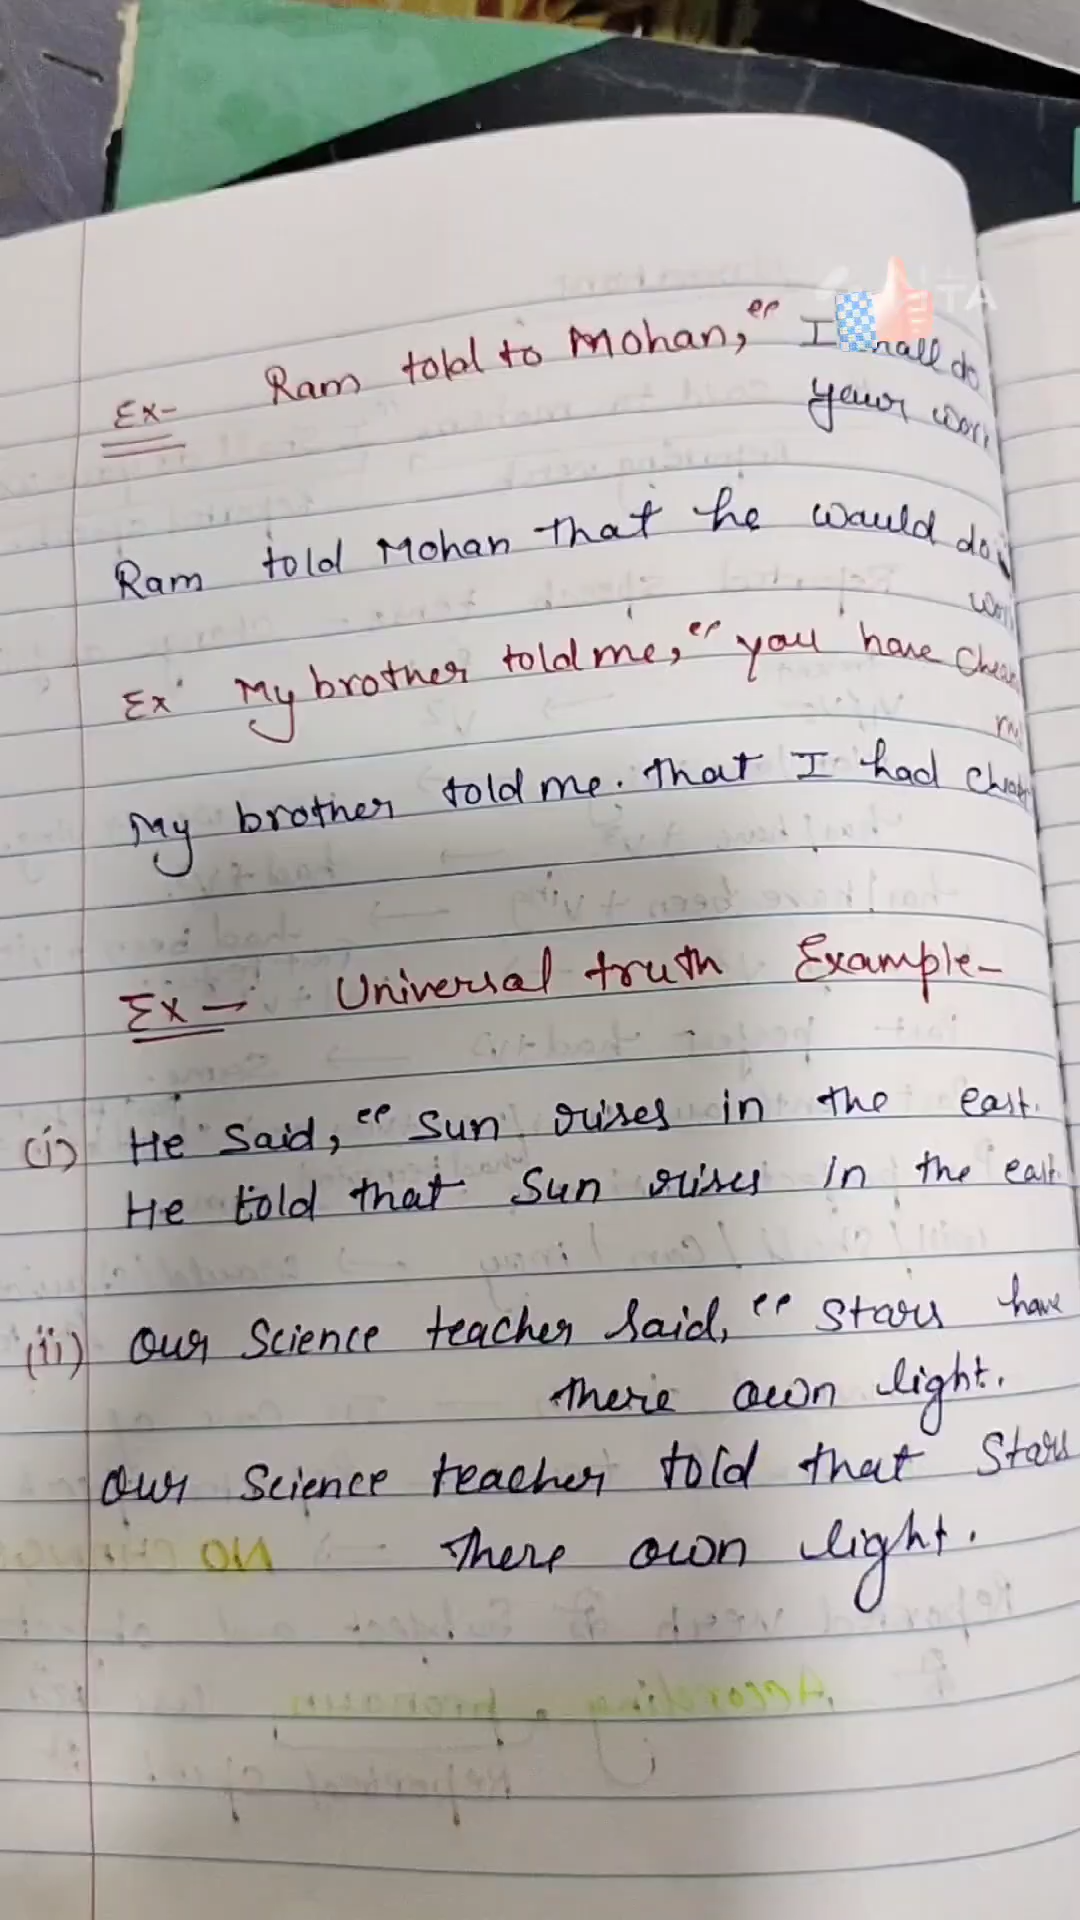 Ex- Ram told to Mohan, " I shall do
your work
Ram told Mohan that he would do
Ex. My brother told me, " you have
My brother told me. that I had
Ex - Universal truth Example-
(i) He said, " Sun rises in the east.
He told that Sun rises in the east.
(ii) Our Science teacher said, " Stars have
there own light.
Our Science teacher told that Stars
there own light.